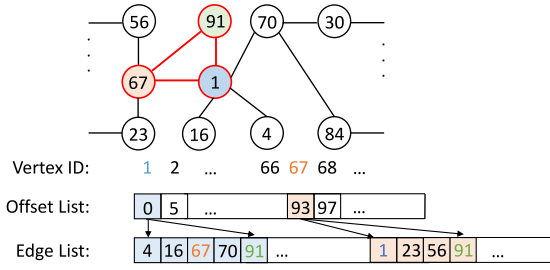 56 91 70 30
67 1
23 16 4 84
Vertex ID: 1 2 ... 66 67 68 ...
Offset List: 0 5 ... 93 97 ...
Edge List: 4 16 67 70 91 ... 1 23 56 91 ...